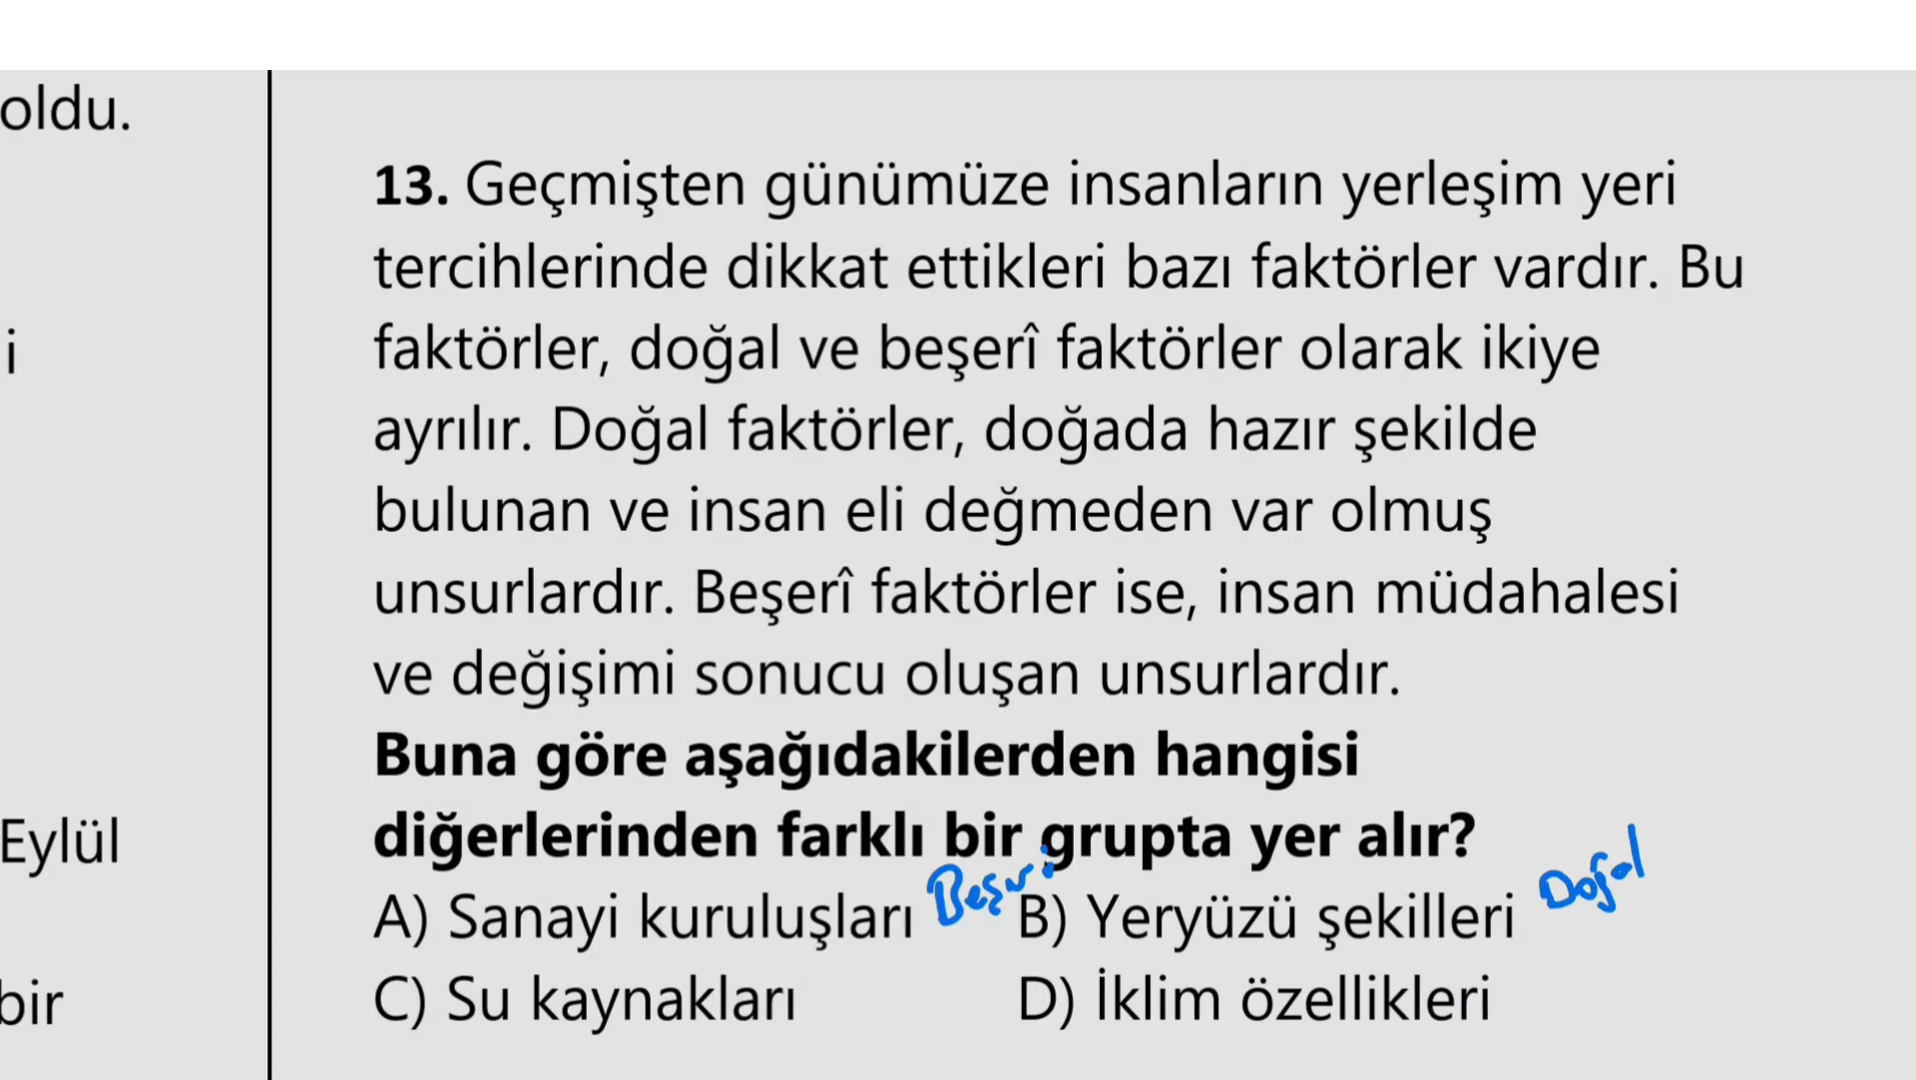 oldu.
i
Eylül
bir
13. Geçmişten günümüze insanların yerleşim yeri
tercihlerinde dikkat ettikleri bazı faktörler vardır. Bu
faktörler, doğal ve beşerî faktörler olarak ikiye
ayrılır. Doğal faktörler, doğada hazır şekilde
bulunan ve insan eli değmeden var olmuş
unsurlardır. Beşerî faktörler ise, insan müdahalesi
ve değişimi sonucu oluşan unsurlardır.
Buna göre aşağıdakilerden hangisi
diğerlerinden farklı bir grupta yer alır?
A) Sanayi kuruluşları Beşeri B) Yeryüzü şekilleri Doğal
C) Su kaynakları D) İklim özellikleri